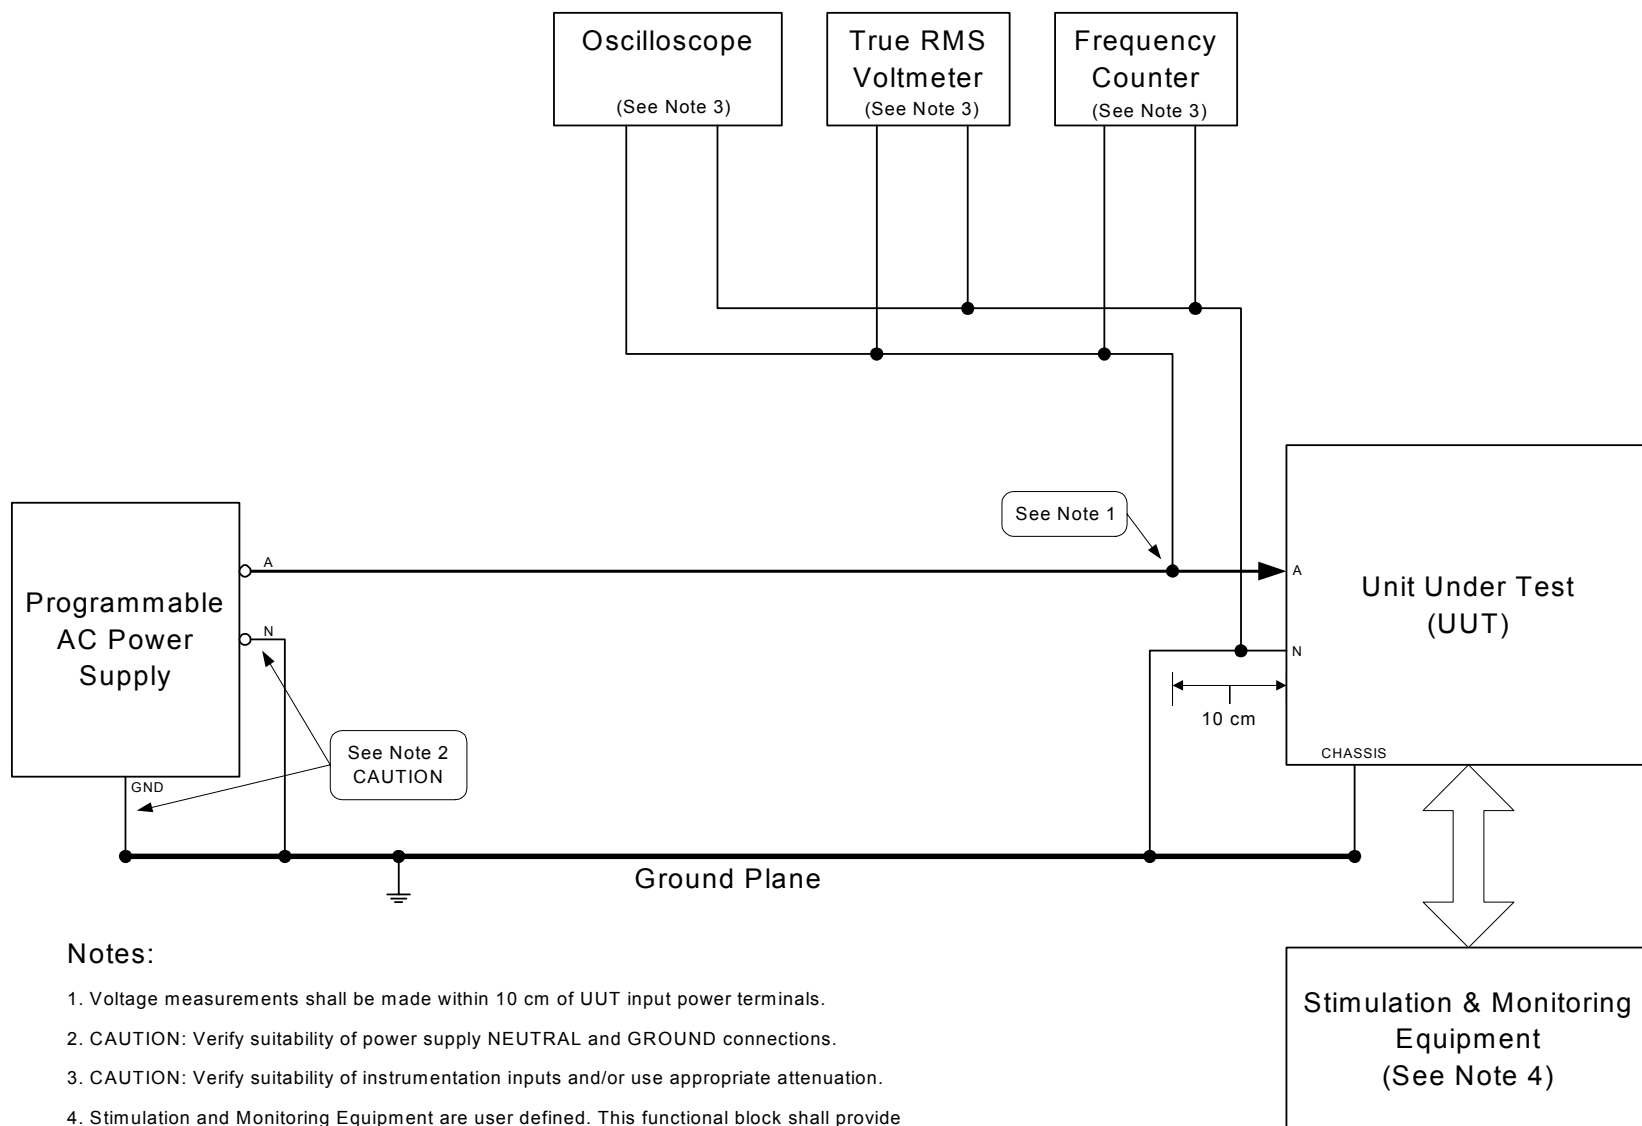 Oscilloscope
(See Note 3)
True RMS
Voltmeter
(See Note 3)
Frequency
Counter
(See Note 3)
See Note 1
Programmable
AC Power
Supply
A
N
GND
See Note 2
CAUTION
A
N
Unit Under Test
(UUT)
10 cm
CHASSIS
Ground Plane
Notes:
1. Voltage measurements shall be made within 10 cm of UUT input power terminals.
2. CAUTION: Verify suitability of power supply NEUTRAL and GROUND connections.
3. CAUTION: Verify suitability of instrumentation inputs and/or use appropriate attenuation.
4. Stimulation and Monitoring Equipment are user defined. This functional block shall provide
Stimulation & Monitoring
Equipment
(See Note 4)